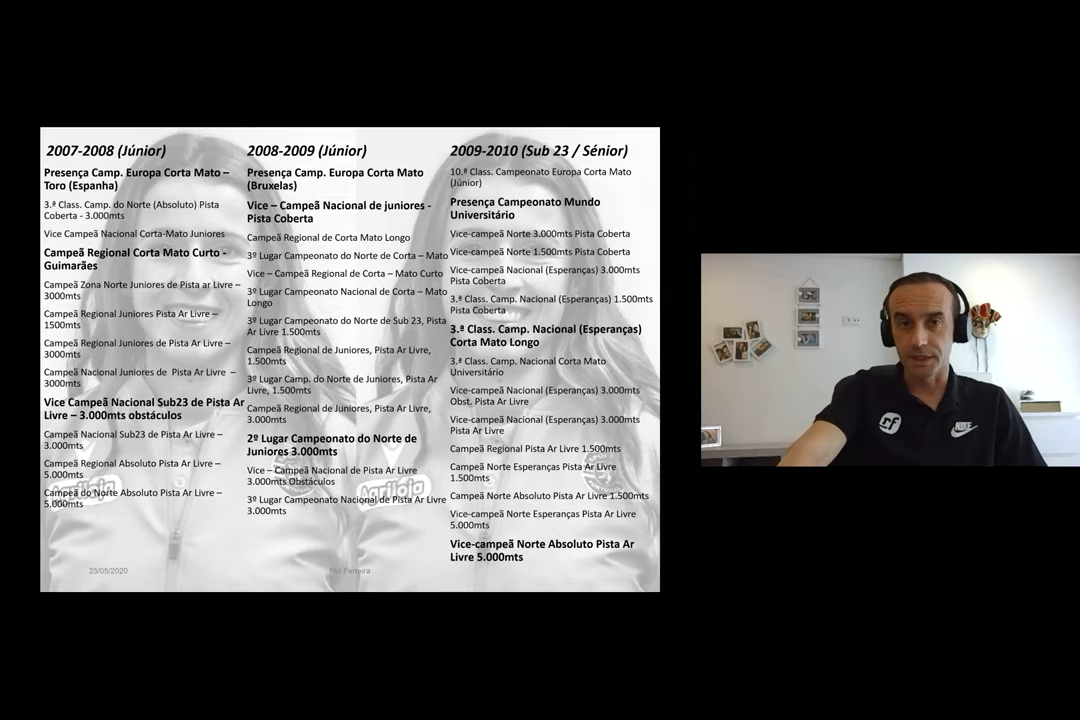 2007-2008 (Júnior)
Presença Camp. Europa Corta Mato –
Toro (Espanha)
3.ª Class. Camp. do Norte (Absoluto) Pista
Coberta - 3.000mts
Vice Campeã Nacional Corta-Mato Juniores
Campeã Regional Corta Mato Curto -
Guimarães
Campeã Zona Norte Juniores de Pista ar Livre –
3000mts
Campeã Regional Juniores Pista Ar Livre –
1500mts
Campeã Regional Juniores de Pista Ar Livre –
3000mts
Campeã Nacional Juniores de Pista Ar Livre –
3000mts
Vice Campeã Nacional Sub23 de Pista Ar
Livre – 3.000mts obstáculos
Campeã Nacional Sub23 de Pista Ar Livre –
3.000mts
Campeã Regional Absoluto Pista Ar Livre –
5.000mts
Campeã do Norte Absoluto Pista Ar Livre –
5.000mts
25/05/2020
2008-2009 (Júnior)
Presença Camp. Europa Corta Mato
(Bruxelas)
Vice – Campeã Nacional de juniores -
Pista Coberta
Campeã Regional de Corta Mato Longo
3º Lugar Campeonato do Norte de Corta – Mato
Vice – Campeã Regional de Corta – Mato Curto
3º Lugar Campeonato Nacional de Corta – Mato
Longo
3º Lugar Campeonato do Norte de Sub 23, Pista
Ar Livre 1.500mts
Campeã Regional de Juniores, Pista Ar Livre,
1.500mts
3º Lugar Camp. do Norte de Juniores, Pista Ar
Livre, 1.500mts
Campeã Regional de Juniores, Pista Ar Livre,
3.000mts
2º Lugar Campeonato do Norte de
Juniores 3.000mts
Vice – Campeã Nacional de Pista Ar Livre
3.000mts Obstáculos
3º Lugar Campeonato Nacional de Pista Ar Livre
3.000mts
Rui Ferreira
2009-2010 (Sub 23 / Sénior)
10.ª Class. Campeonato Europa Corta Mato
(Júnior)
Presença Campeonato Mundo
Universitário
Vice-campeã Norte 3.000mts Pista Coberta
Vice-campeã Norte 1.500mts Pista Coberta
Vice-campeã Nacional (Esperanças) 3.000mts
Pista Coberta
3.ª Class. Camp. Nacional (Esperanças) 1.500mts
Pista Coberta
3.ª Class. Camp. Nacional (Esperanças)
Corta Mato Longo
3.ª Class. Camp. Nacional Corta Mato
Universitário
Vice-campeã Nacional (Esperanças) 3.000mts
Obst, Pista Ar Livre
Vice-campeã Nacional (Esperanças) 3.000mts
Pista Ar Livre
Campeã Regional Pista Ar Livre 1.500mts
Campeã Norte Esperanças Pista Ar Livre
1.500mts
Campeã Norte Absoluto Pista Ar Livre 1.500mts
Vice-campeã Norte Esperanças Pista Ar Livre
5.000mts
Vice-campeã Norte Absoluto Pista Ar
Livre 5.000mts
Agriloja
Agriloja
rf
NIKE